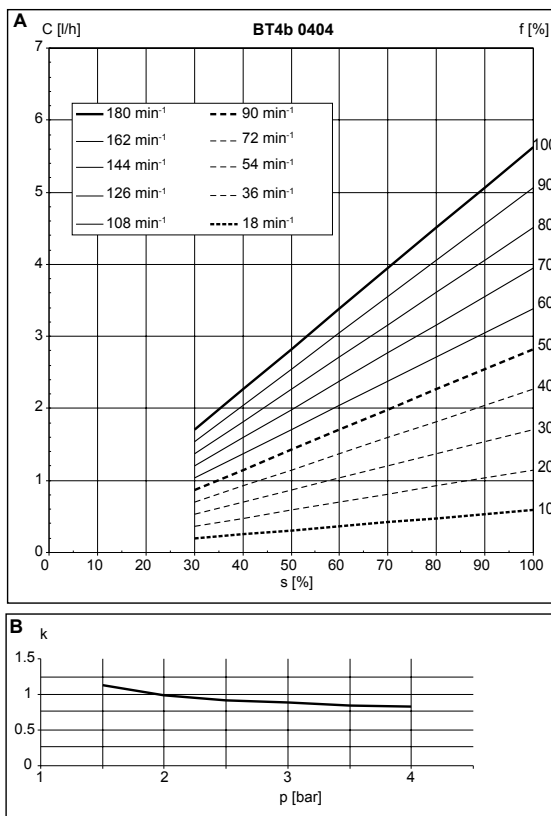 A
C [l/h]
BT4b 0404
f [%]
7
6
5
4
3
2
1
0
180 min-1
162 min-1
144 min-1
126 min-1
108 min-1
90 min-1
72 min-1
54 min-1
36 min-1
18 min-1
100
90
80
70
60
50
40
30
20
10
0 10 20 30 40 50 60 70 80 90 100
s [%]
B
k
1.5
1
0.5
0
1 2 3 4
p [bar]